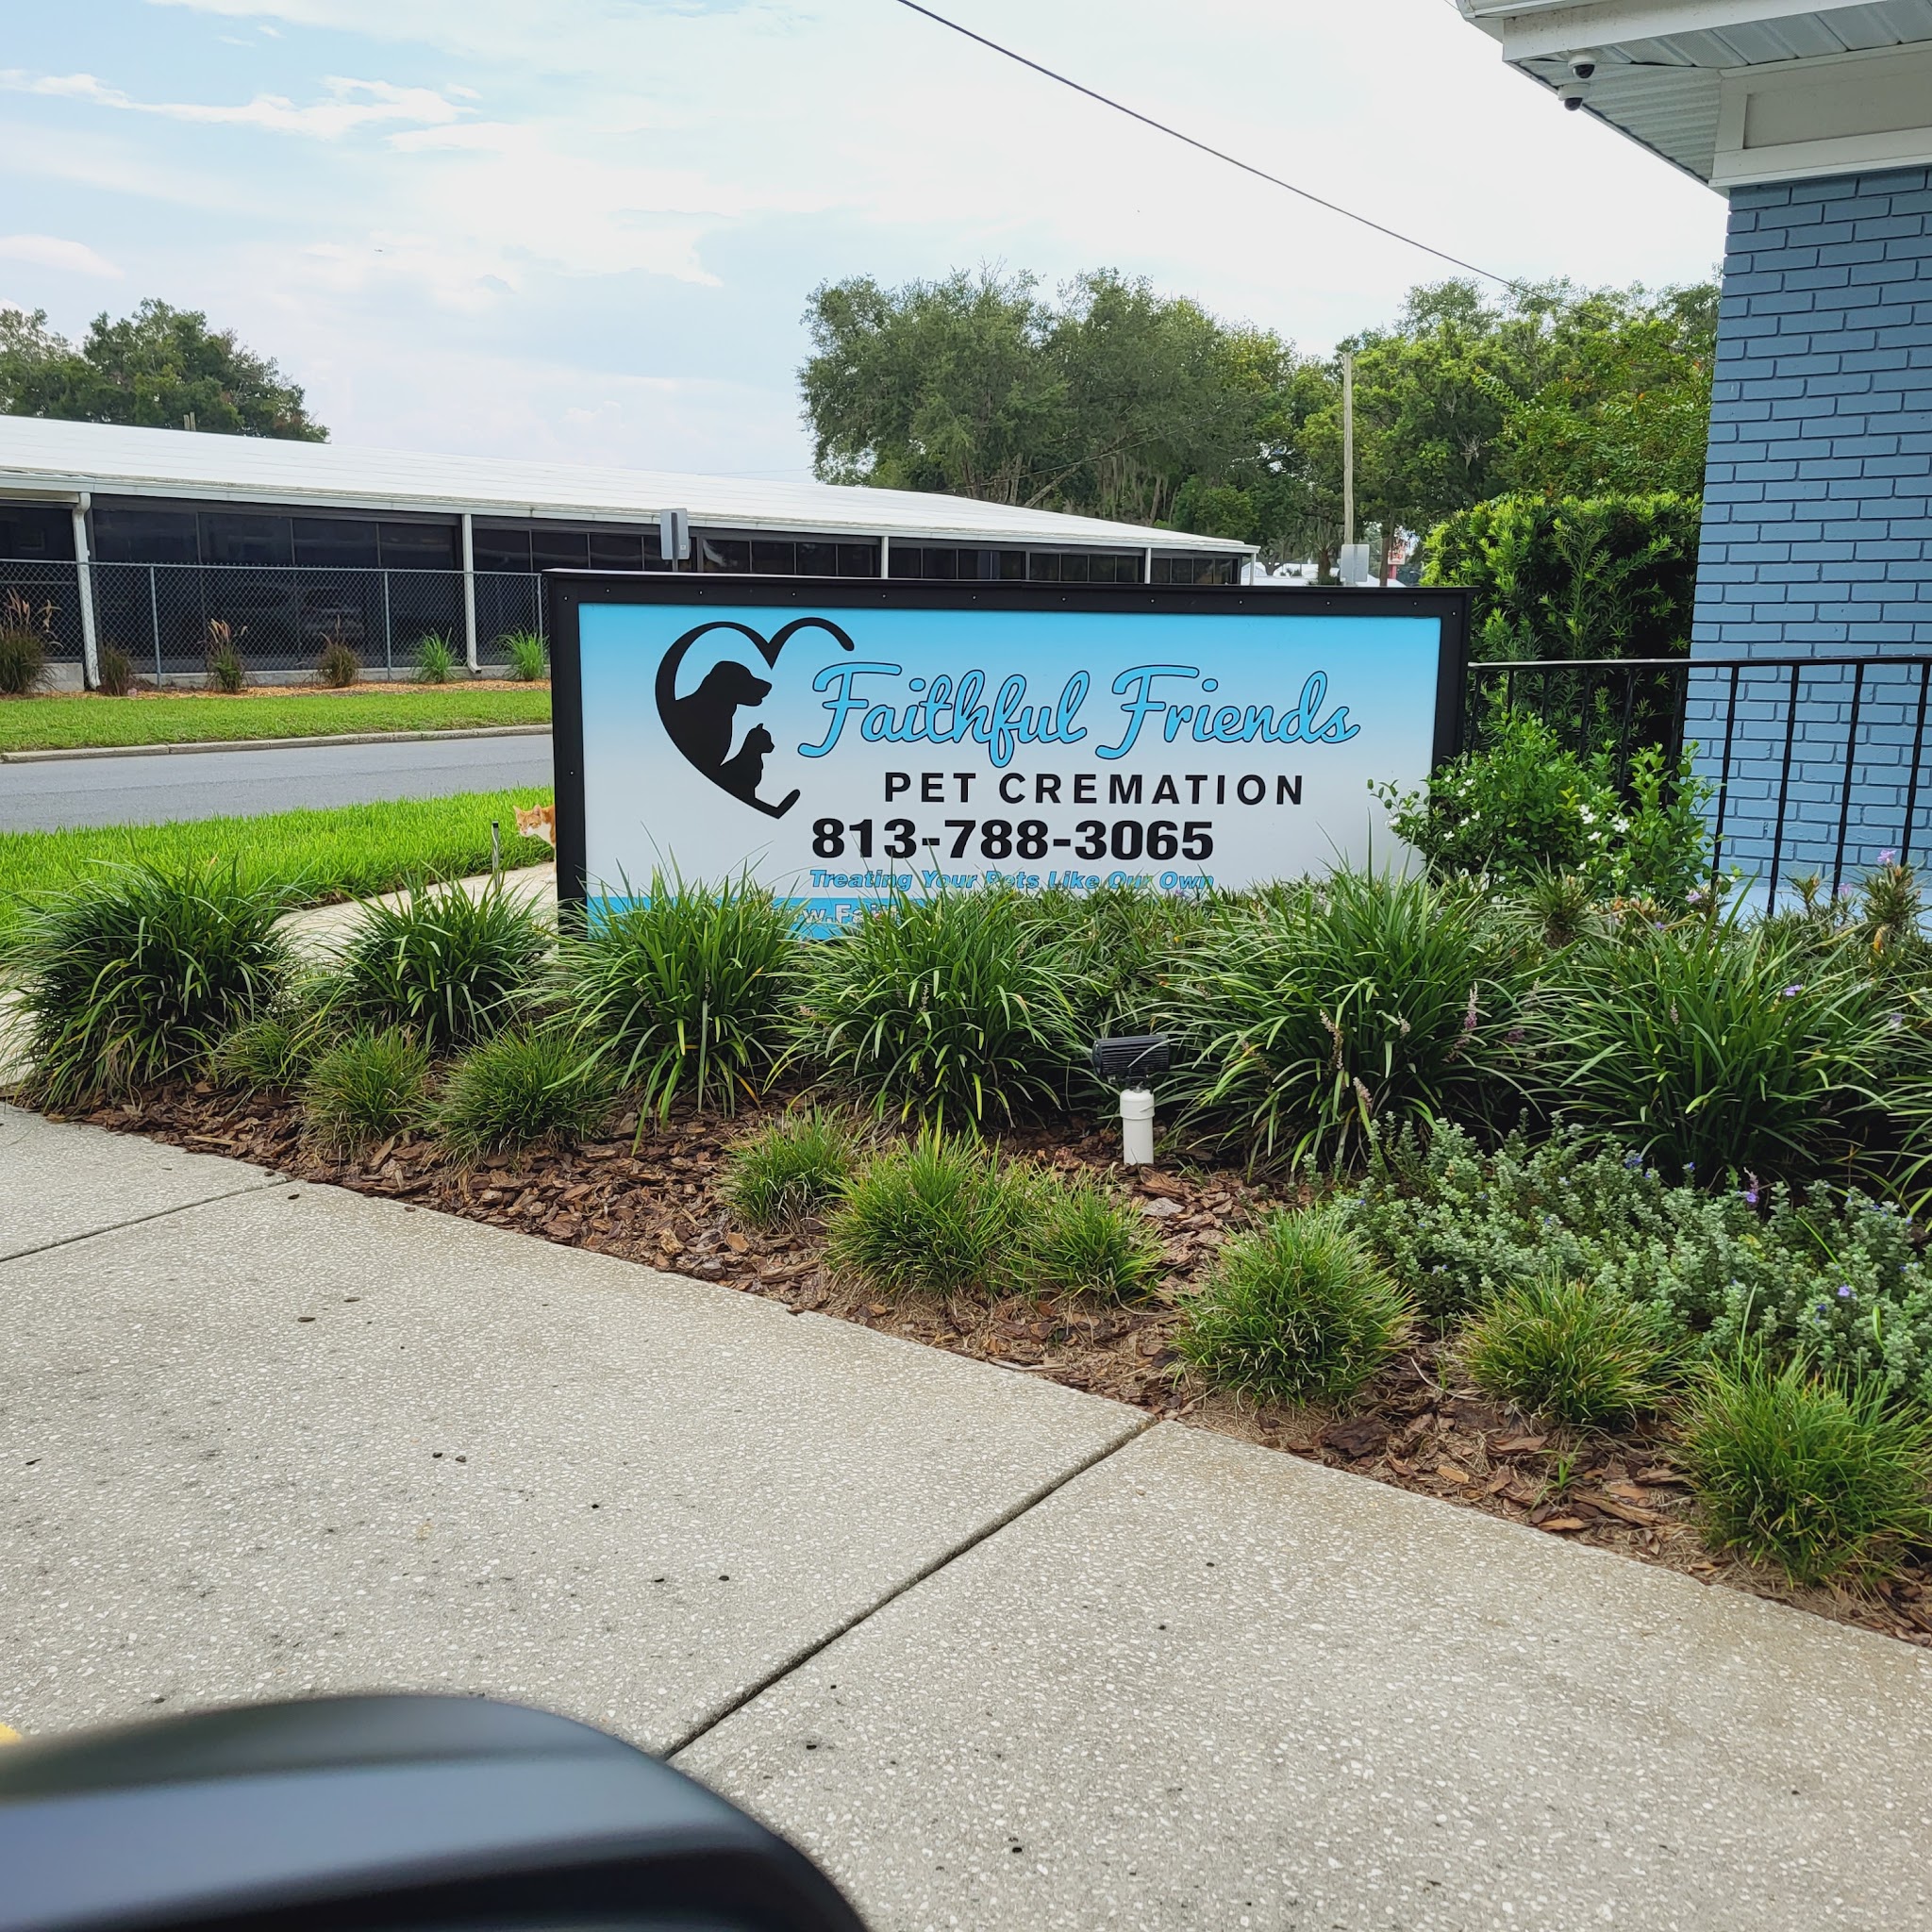 Faithful Friends
PET CREMATION
813-788-3065
Treating Your Pets Like Our Own